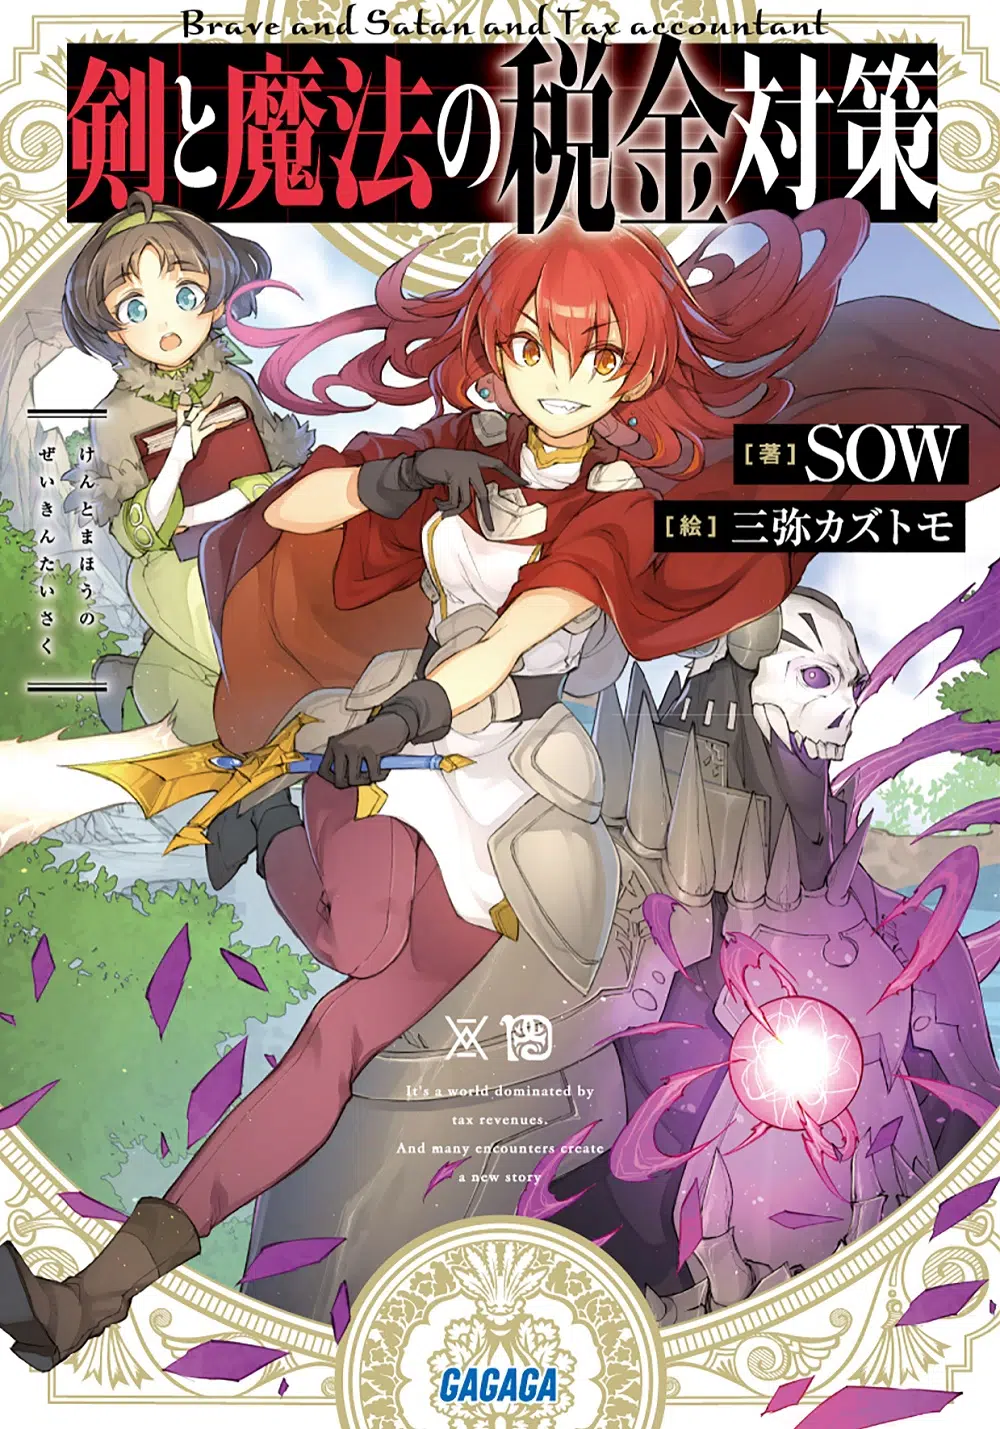 Brave and Satan and Tax accountant
剣と魔法の税金対策
けんとまほうの
ぜいきんたいさく
[著] SOW
[絵] 三弥カズトモ
It's a world dominated by
tax revenues.
And many encounters create
a new story
GAGAGA